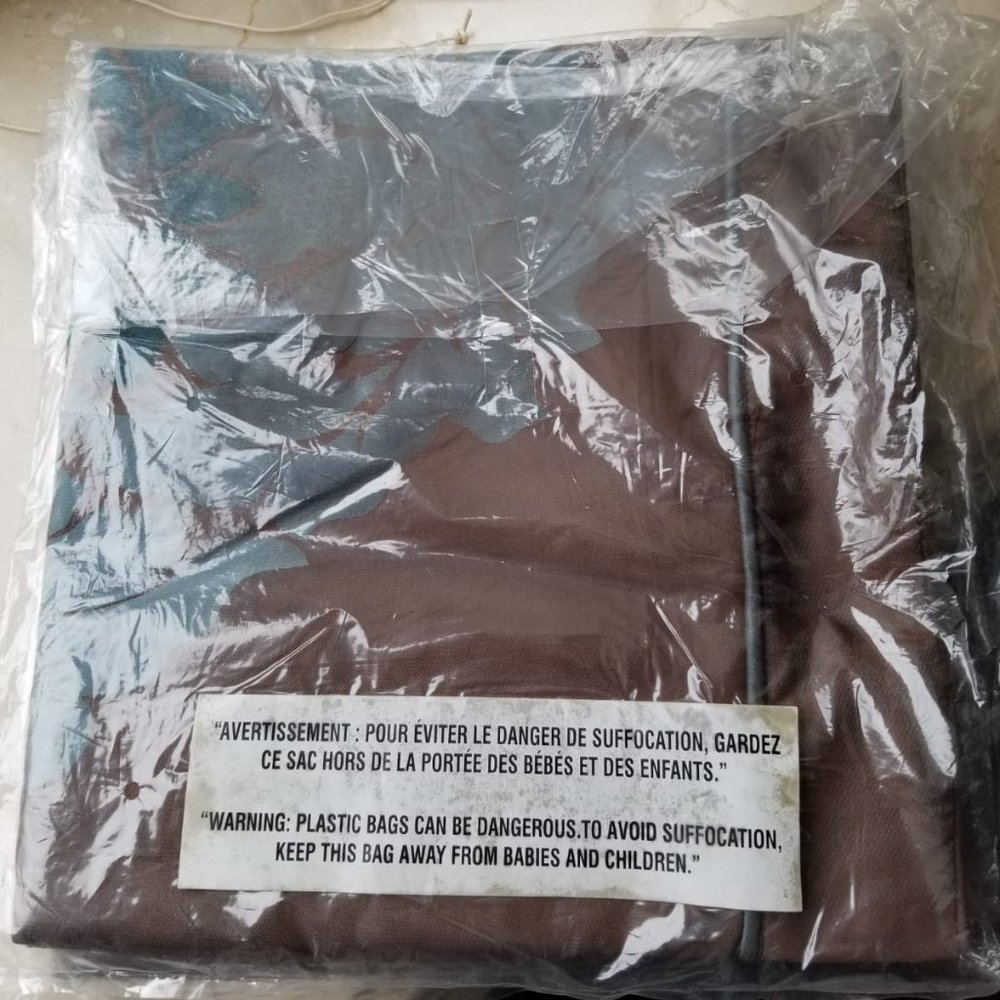 “AVERTISSEMENT : POUR ÉVITER LE DANGER DE SUFFOCATION, GARDEZ
CE SAC HORS DE LA PORTÉE DES BÉBÉS ET DES ENFANTS.”
“WARNING: PLASTIC BAGS CAN BE DANGEROUS.TO AVOID SUFFOCATION,
KEEP THIS BAG AWAY FROM BABIES AND CHILDREN.”